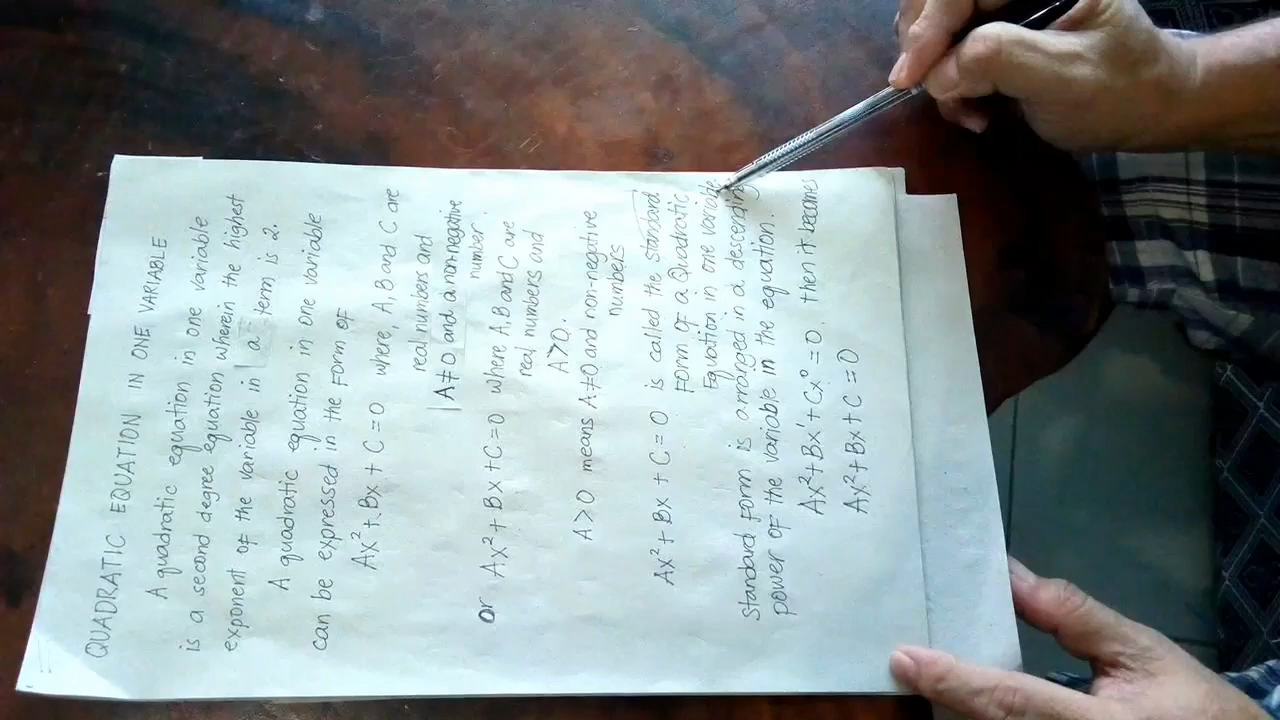 QUADRATIC EQUATION IN ONE VARIABLE
A quadratic equation in one variable
is a second degree equation wherein the highest
exponent of the variable in a term is 2.
A quadratic equation in one variable
can be expressed in the form of
Ax² + Bx + C = 0 where, A, B and C are
real numbers and
A ≠ 0 and a non-negative
number.
or Ax² + Bx + C = 0 where A, B and C are
real numbers and
A > 0.
A > 0 means A ≠ 0 and non-negative
numbers
Ax² + Bx + C = 0 is called the standard
Form of a Quadratic
Equation in one variable
Standard Form is arranged in a descending
power of the variable in the equation.
Ax² + Bx¹ + Cx⁰ = 0, then it becomes
Ax² + Bx + C = 0